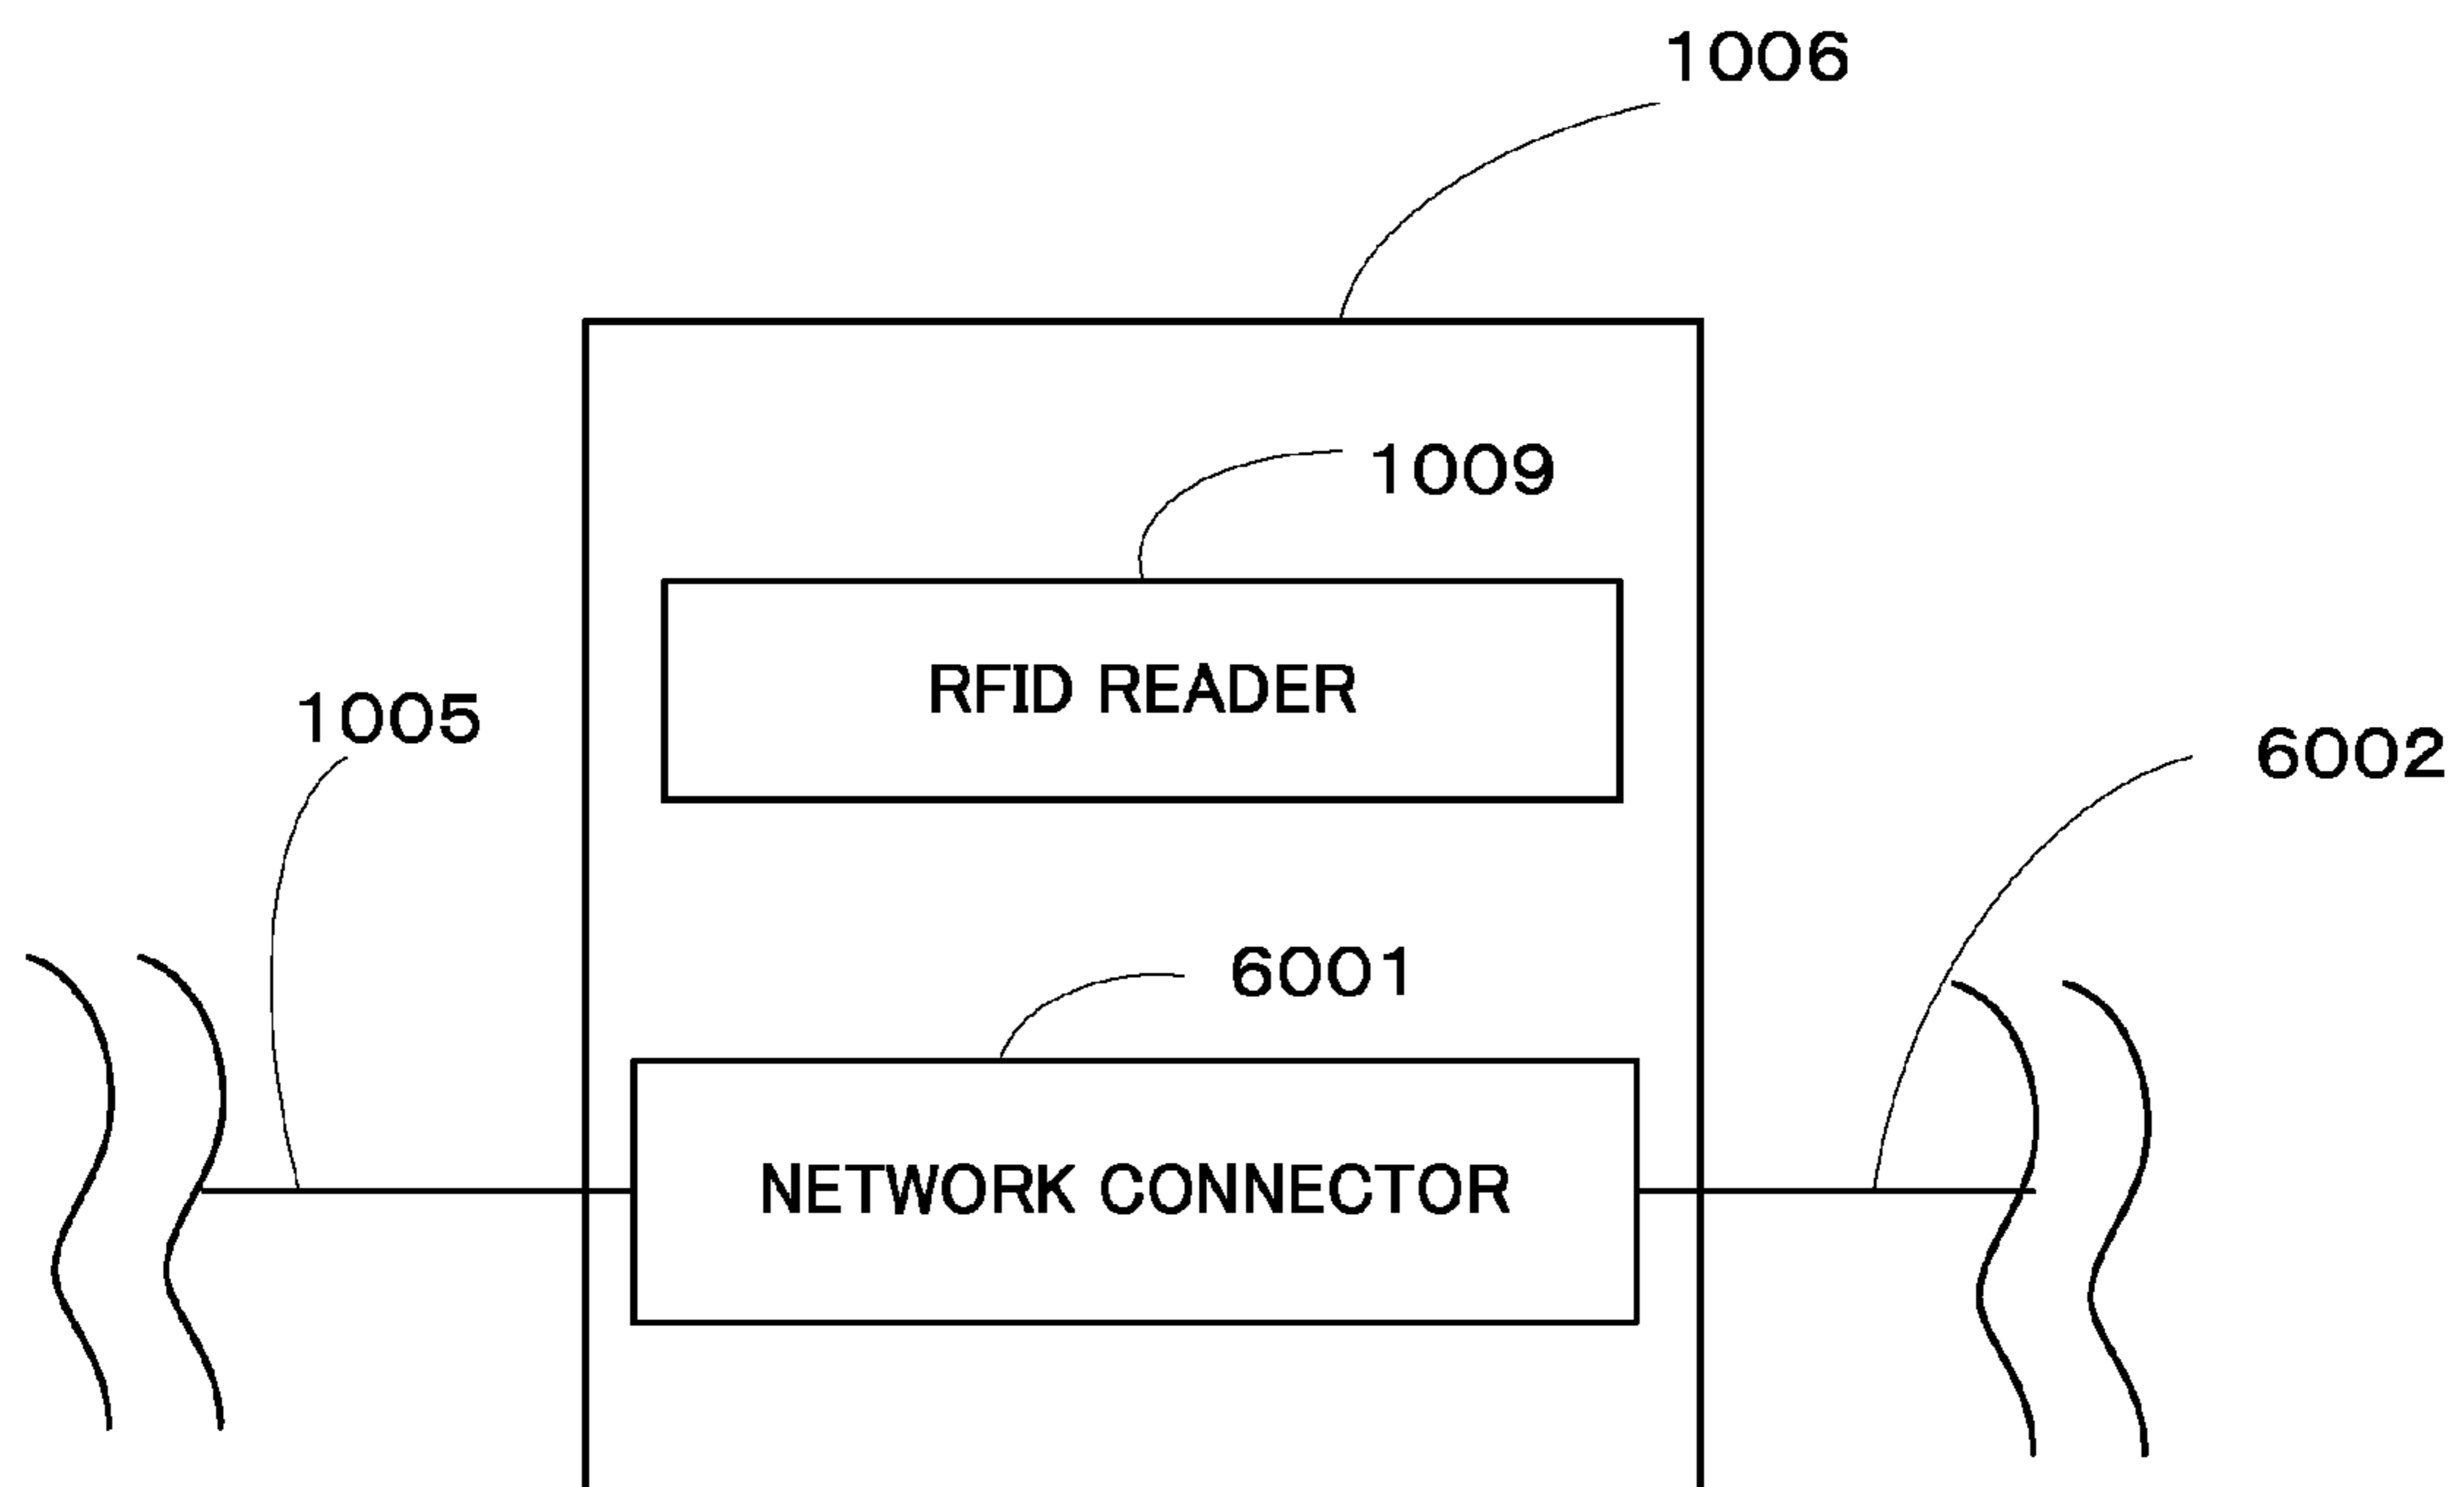 1006
1009
RFID READER
1005
6002
6001
NETWORK CONNECTOR